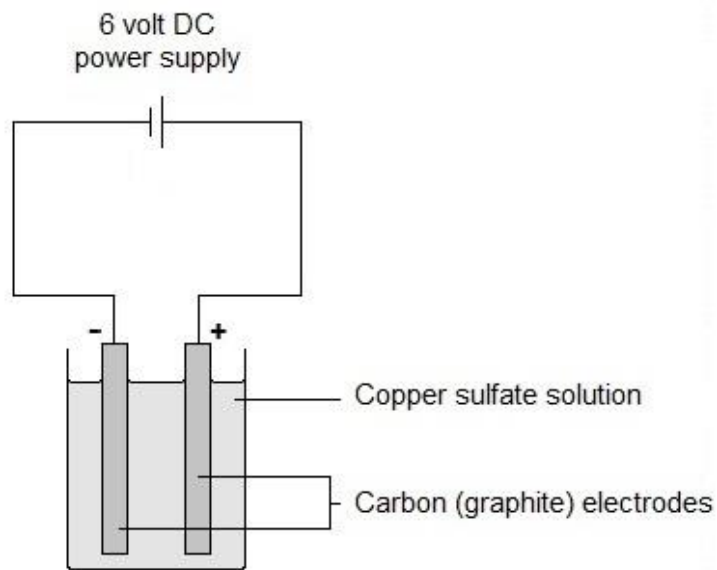 6 volt DC
power supply
- +
Copper sulfate solution
Carbon (graphite) electrodes